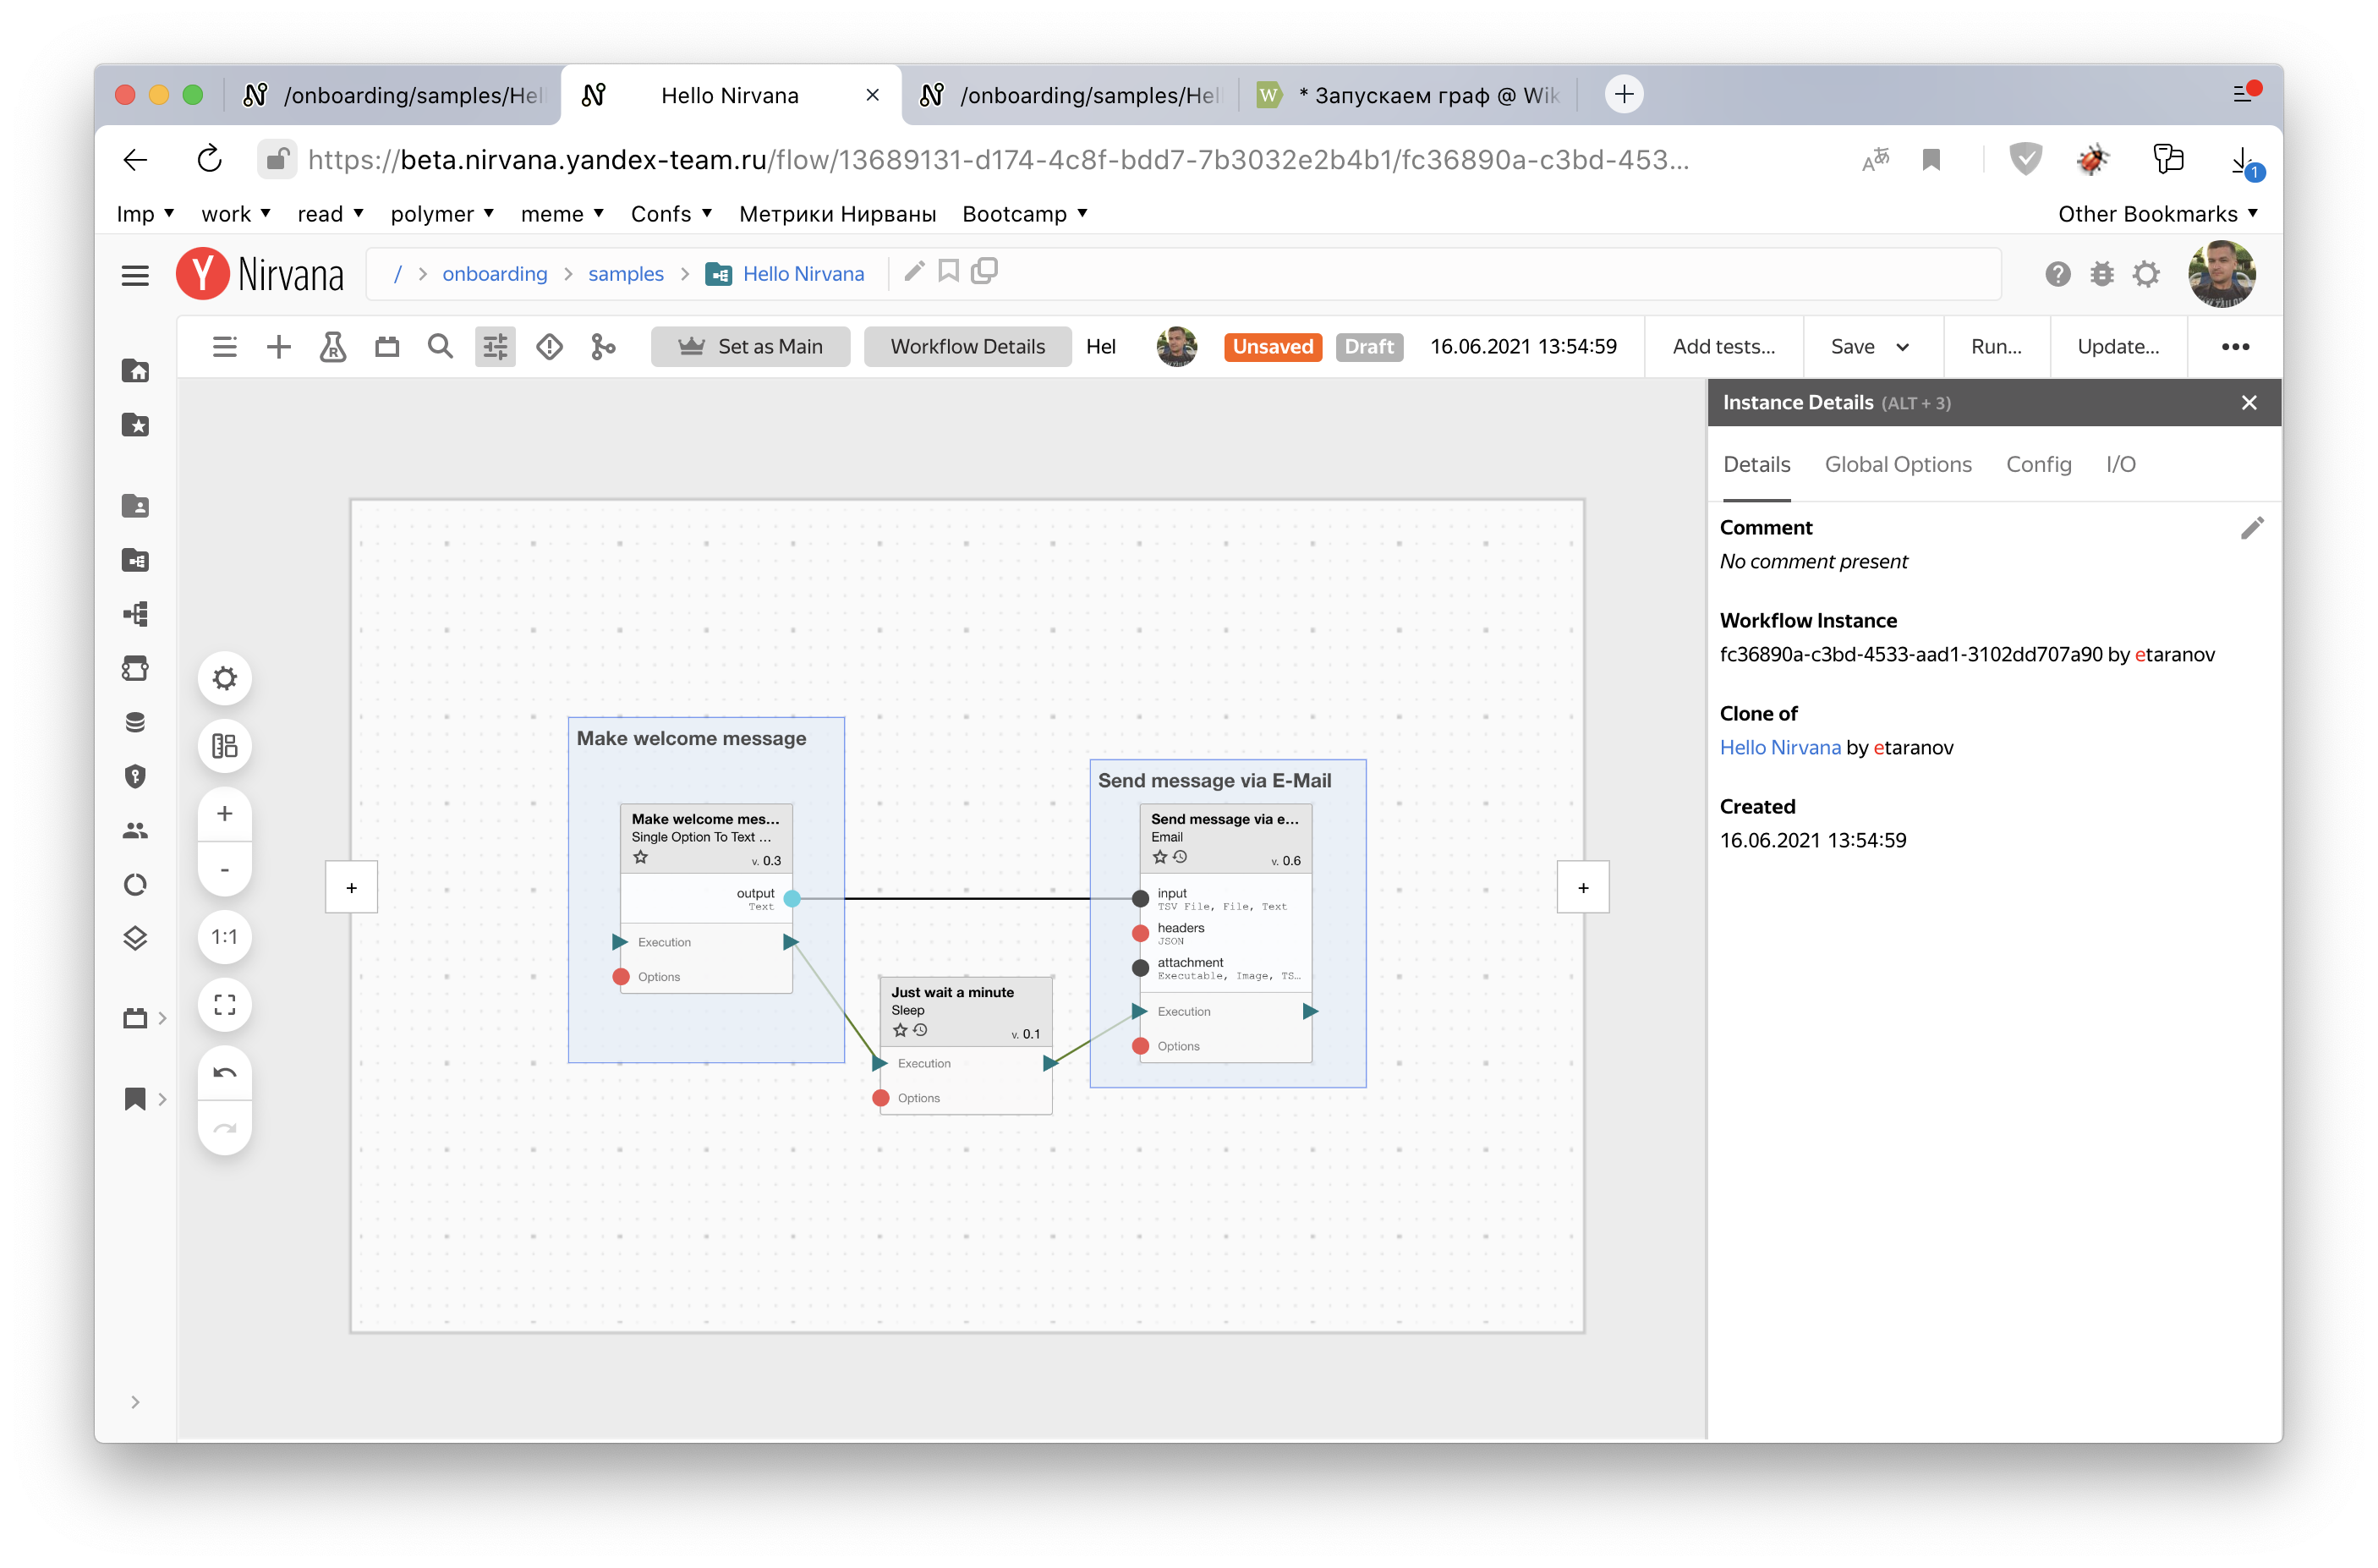 /onboarding/samples/Hel
Hello Nirvana
/onboarding/samples/Hel
W * Запускаем граф @ Wik
https://beta.nirvana.yandex-team.ru/flow/13689131-d174-4c8f-bdd7-7b3032e2b4b1/fc36890a-c3bd-453...
1
Imp work read polymer meme Confs Метрики Нирваны Bootcamp Other Bookmarks
Y Nirvana / > onboarding > samples > Hello Nirvana
R Set as Main Workflow Details Hel Unsaved Draft 16.06.2021 13:54:59 Add tests... Save Run... Update... •••
Instance Details (ALT + 3)
Details Global Options Config I/O
Comment
No comment present
Workflow Instance
fc36890a-c3bd-4533-aad1-3102dd707a90 by etaranov
Clone of
Hello Nirvana by etaranov
Created
16.06.2021 13:54:59
+
-
1:1
+
+
Make welcome message
Make welcome mes...
Single Option To Text ...
v. 0.3
output
Text
Execution
Options
Just wait a minute
Sleep
v. 0.1
Execution
Options
Send message via E-Mail
Send message via e...
Email
v. 0.6
input
TSV File, File, Text
headers
JSON
attachment
Executable, Image, TS...
Execution
Options